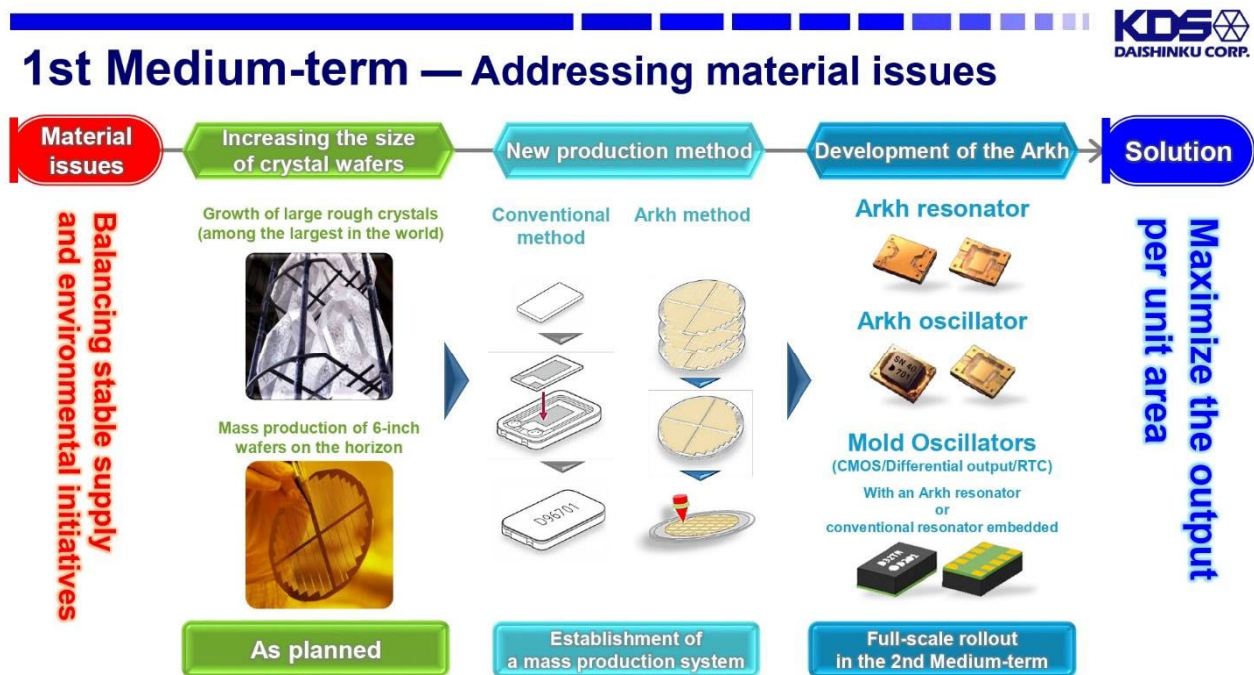 KDS
DAISHINKU CORP.
1st Medium-term — Addressing material issues
Material
issues
Increasing the size
of crystal wafers
New production method
Development of the Arkh
Solution
Balancing stable supply
and environmental initiatives
Growth of large rough crystals
(among the largest in the world)
Mass production of 6-inch
wafers on the horizon
As planned
Conventional
method
Arkh method
D96701
Establishment of
a mass production system
Arkh resonator
Arkh oscillator
SN 40
701
Mold Oscillators
(CMOS/Differential output/RTC)
With an Arkh resonator
or
conventional resonator embedded
Full-scale rollout
in the 2nd Medium-term
Maximize the output
per unit area